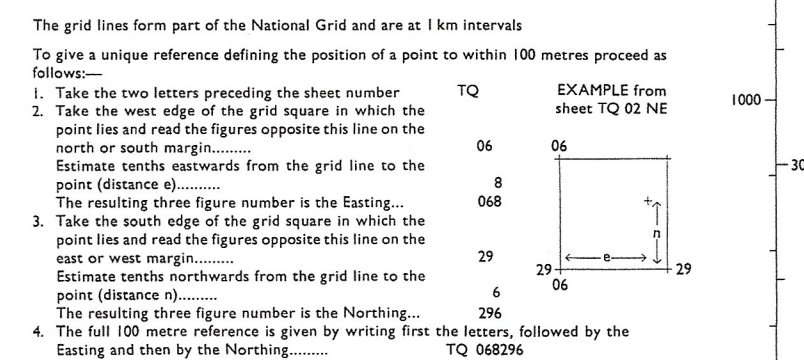 The grid lines form part of the National Grid and are at 1 km intervals
To give a unique reference defining the position of a point to within 100 metres proceed as
follows:—
1. Take the two letters preceding the sheet number TQ
2. Take the west edge of the grid square in which the
point lies and read the figures opposite this line on the
north or south margin......... 06
Estimate tenths eastwards from the grid line to the
point (distance e).......... 8
The resulting three figure number is the Easting... 068
3. Take the south edge of the grid square in which the
point lies and read the figures opposite this line on the
east or west margin......... 29
Estimate tenths northwards from the grid line to the
point (distance n)......... 6
The resulting three figure number is the Northing... 296
4. The full 100 metre reference is given by writing first the letters, followed by the
Easting and then by the Northing......... TQ 068296
EXAMPLE from
sheet TQ 02 NE
06
n
e
29 29
06
1000